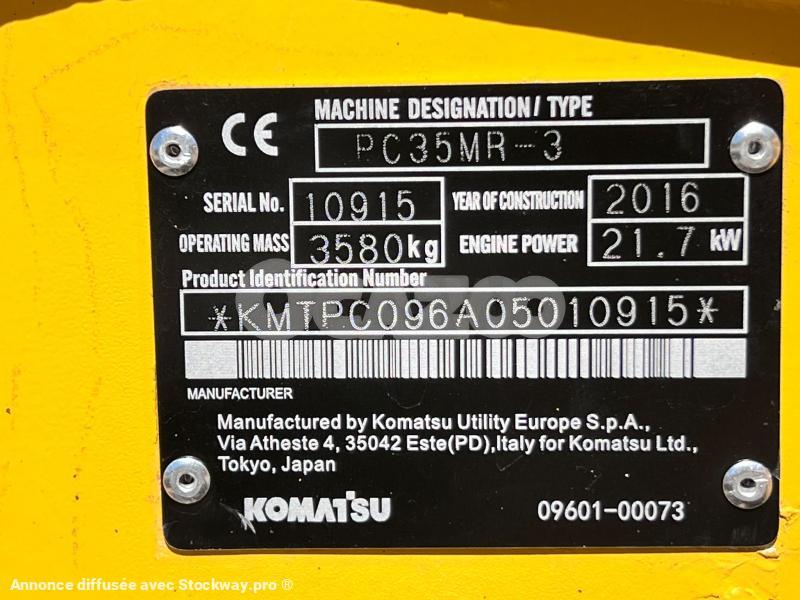 CE
MACHINE DESIGNATION/ TYPE
PC35MR-3
SERIAL No. 10915 YEAR OF CONSTRUCTION 2016
OPERATING MASS 3580kg ENGINE POWER 21.7 kW
Product Identification Number
*KMTPC096A05010915*
MANUFACTURER
Manufactured by Komatsu Utility Europe S.p.A.,
Via Atheste 4, 35042 Este(PD),Italy for Komatsu Ltd.,
Tokyo, Japan
KOMATSU 09601-00073
Annonce diffusée avec Stockway.pro ®